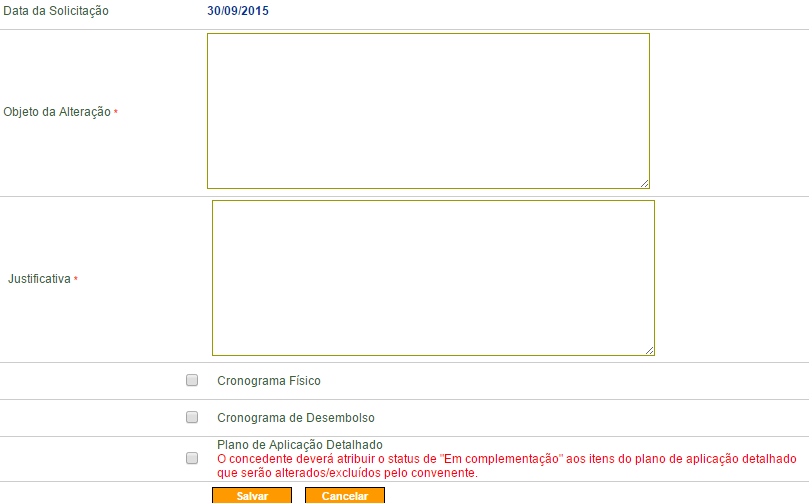 Data da Solicitação 30/09/2015
Objeto da Alteração *
Justificativa *
Cronograma Físico
Cronograma de Desembolso
Plano de Aplicação Detalhado
O concedente deverá atribuir o status de "Em complementação" aos itens do plano de aplicação detalhado
que serão alterados/excluídos pelo convenente.
Salvar Cancelar